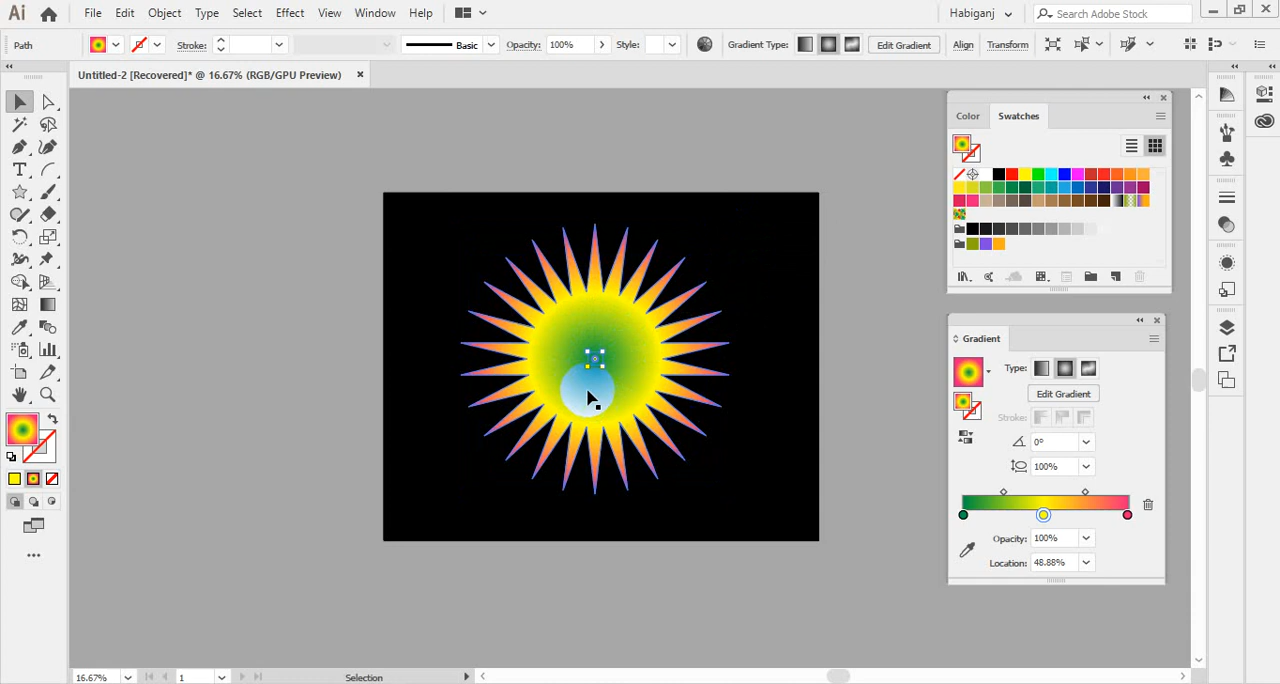 Ai File Edit Object Type Select Effect View Window Help Habiganj Search Adobe Stock
Path Stroke: Basic Opacity: 100% Style: Gradient Type: Edit Gradient Align Transform
Untitled-2 [Recovered]* @ 16.67% (RGB/GPU Preview)
Color Swatches
Gradient
Type:
Edit Gradient
Stroke:
0°
100%
Opacity: 100%
Location: 48.88%
16.67% 1 Selection